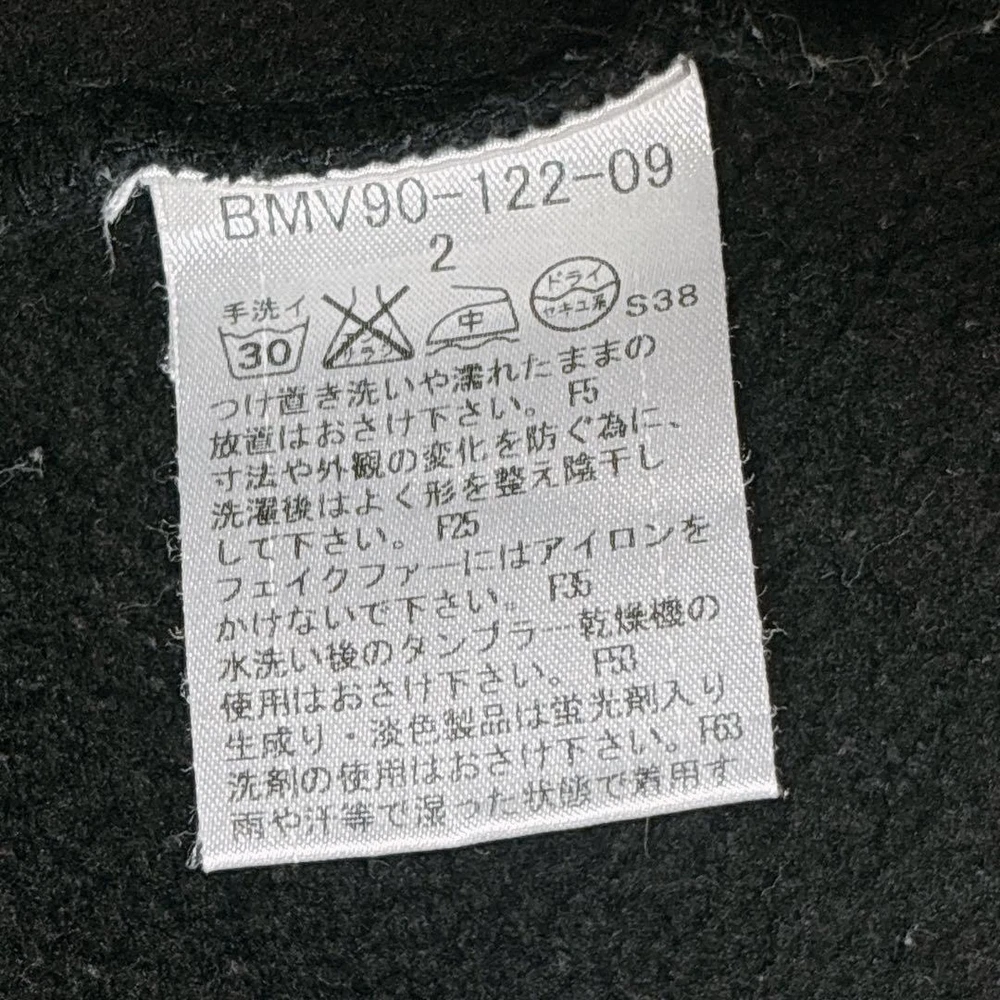 BMV90-122-09
2
手洗イ
30
中
ドライ
セキユ系
S38
つけ置き洗いや濡れたままの
放置はおさけ下さい。 F5
寸法や外観の変化を防ぐ為に、
洗濯後はよく形を整え陰干し
して下さい。 F25
フェイクファーにはアイロンを
かけないで下さい。 F35
水洗い後のタンブラー乾燥機の
使用はおさけ下さい。 F53
生成り・淡色製品は蛍光剤入り
洗剤の使用はおさけ下さい。F63
雨や汗等で湿った状態で着用す